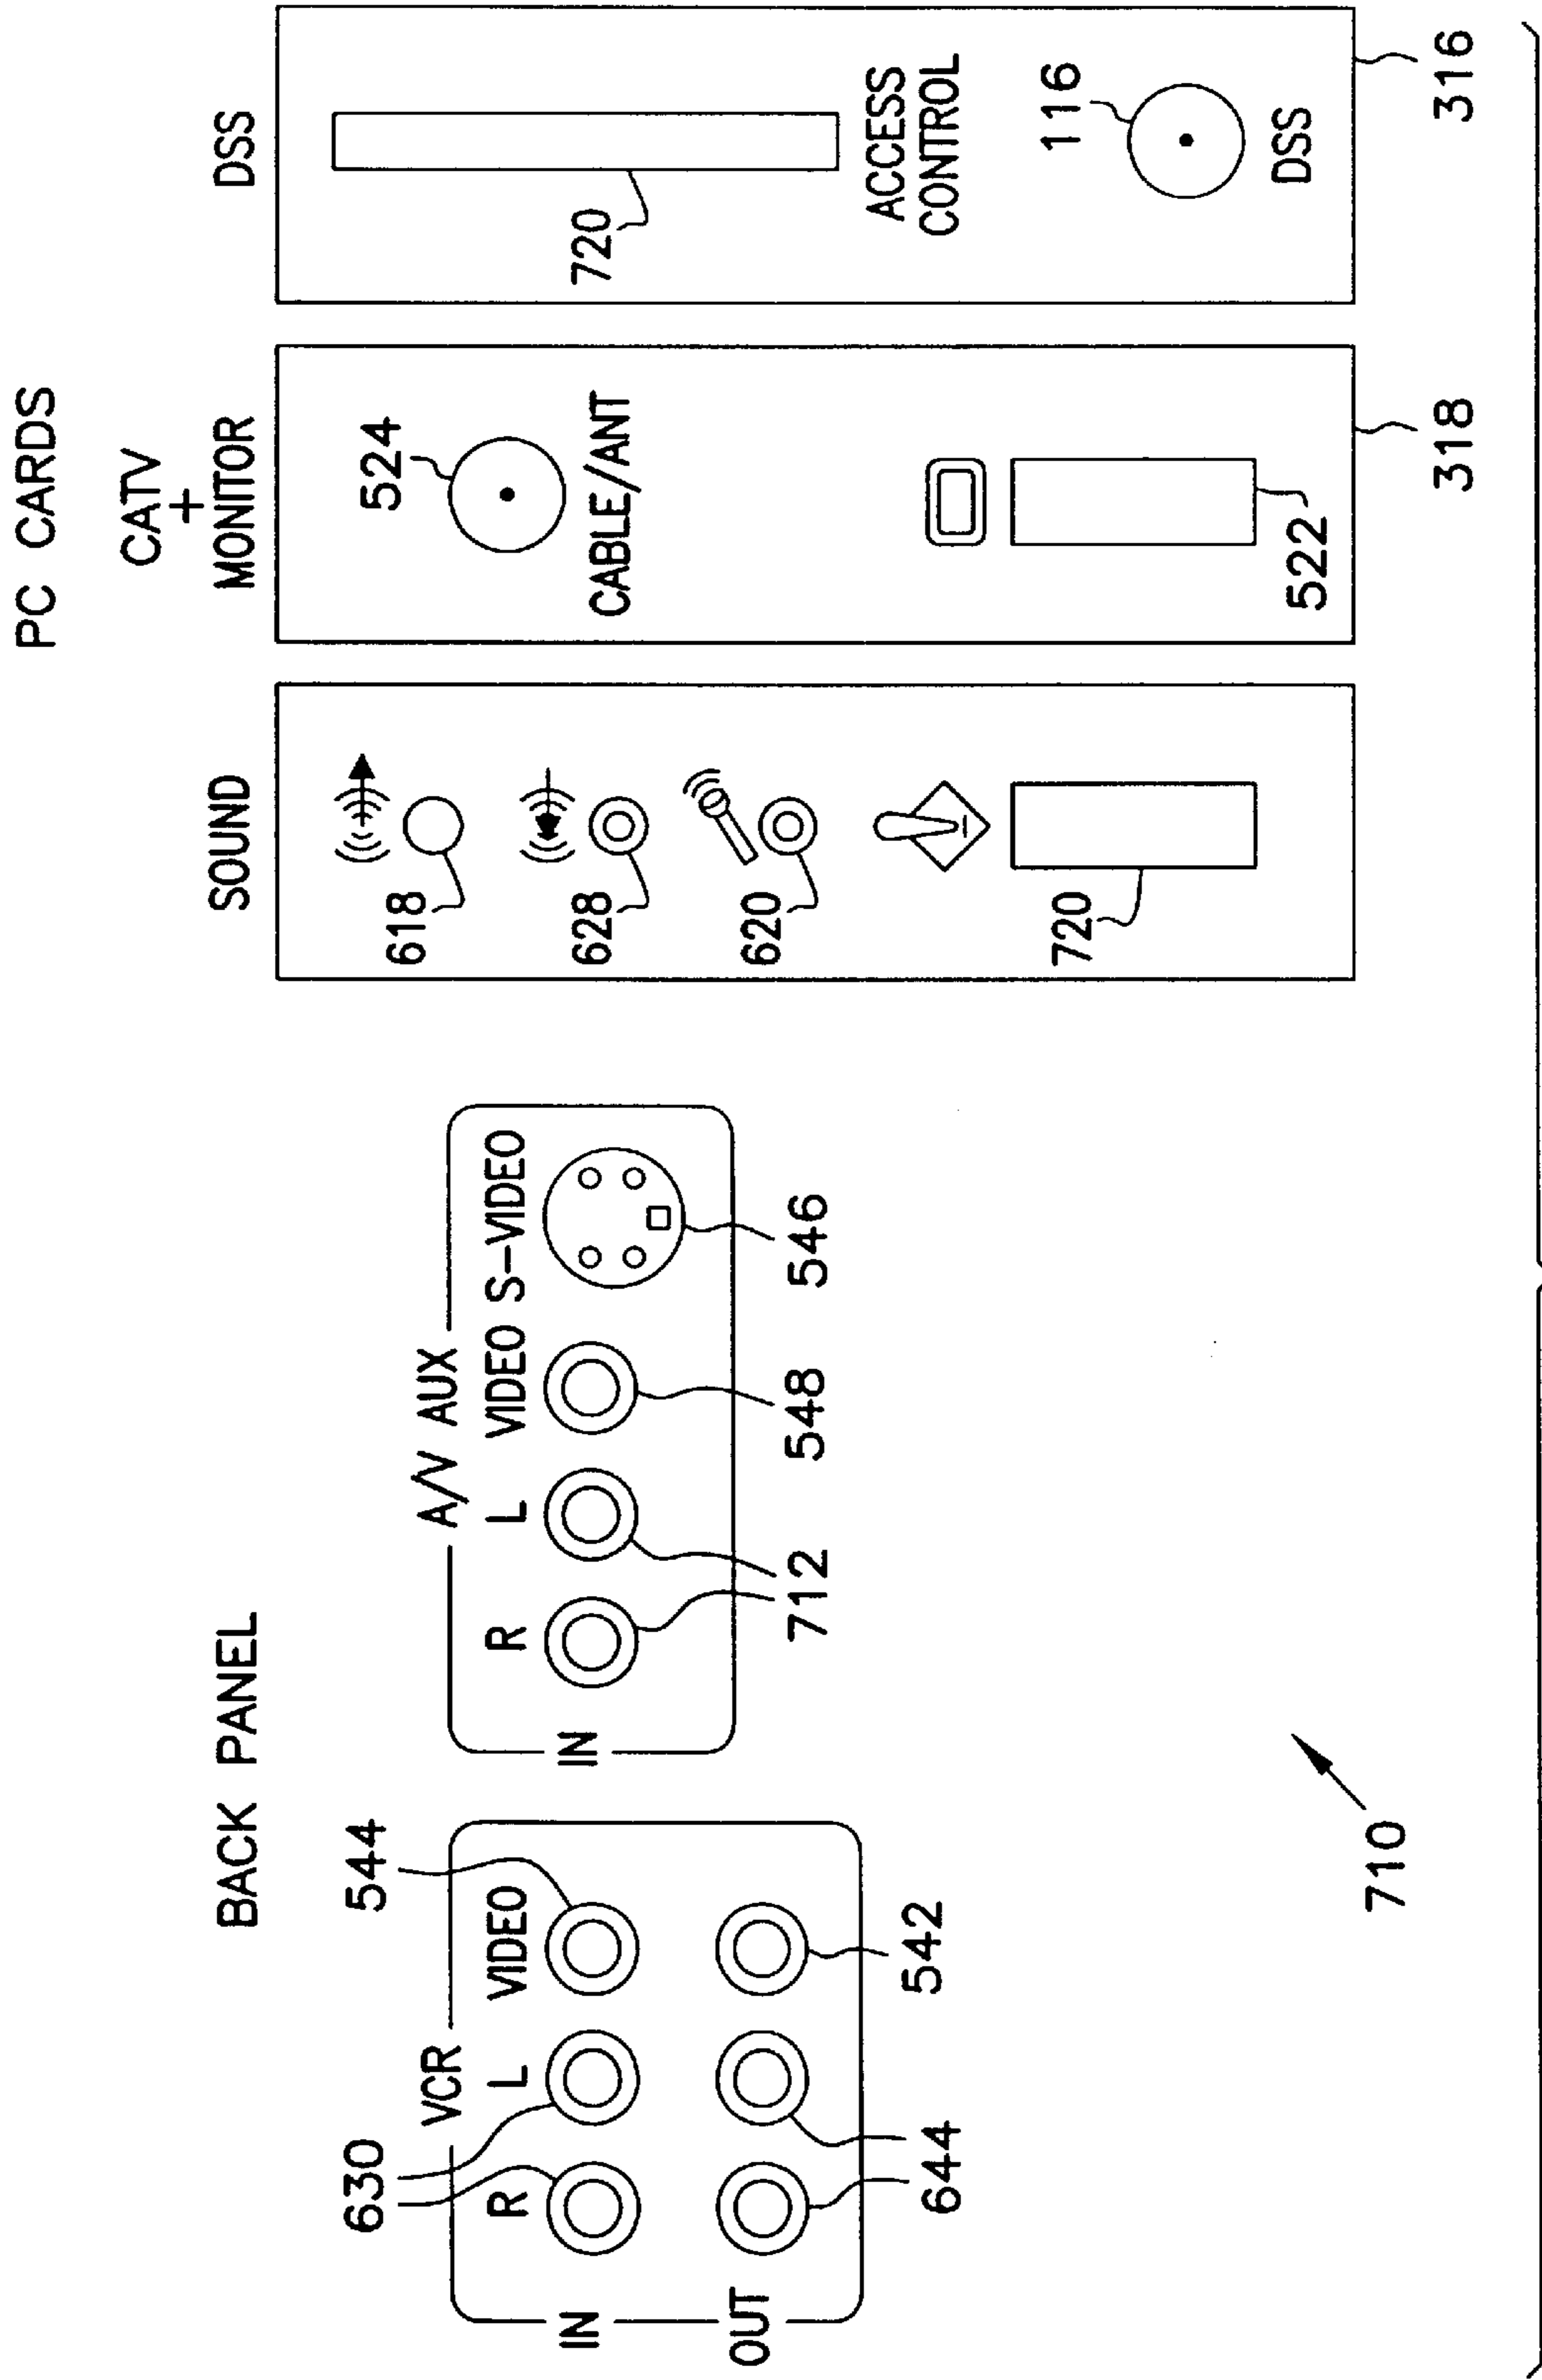 BACK PANEL
VCR
630
544
R L VIDEO
IN
OUT
644
542
A/V AUX
R L VIDEO S-VIDEO
IN
712
548
546
710
PC CARDS
SOUND
618
628
620
720
CATV
+
MONITOR
524
CABLE/ANT
522
318
DSS
720
ACCESS
CONTROL
116
DSS
316